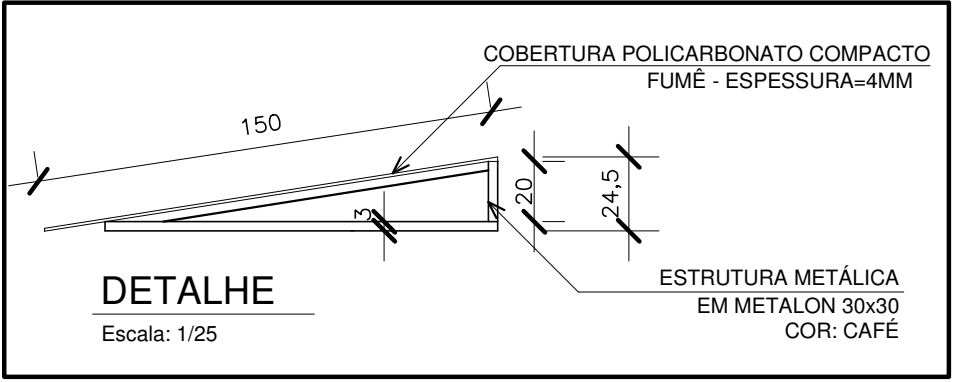 COBERTURA POLICARBONATO COMPACTO
FUMÊ - ESPESSURA=4MM
150
3
20
24,5
ESTRUTURA METÁLICA
EM METALON 30x30
COR: CAFÉ
DETALHE
Escala: 1/25